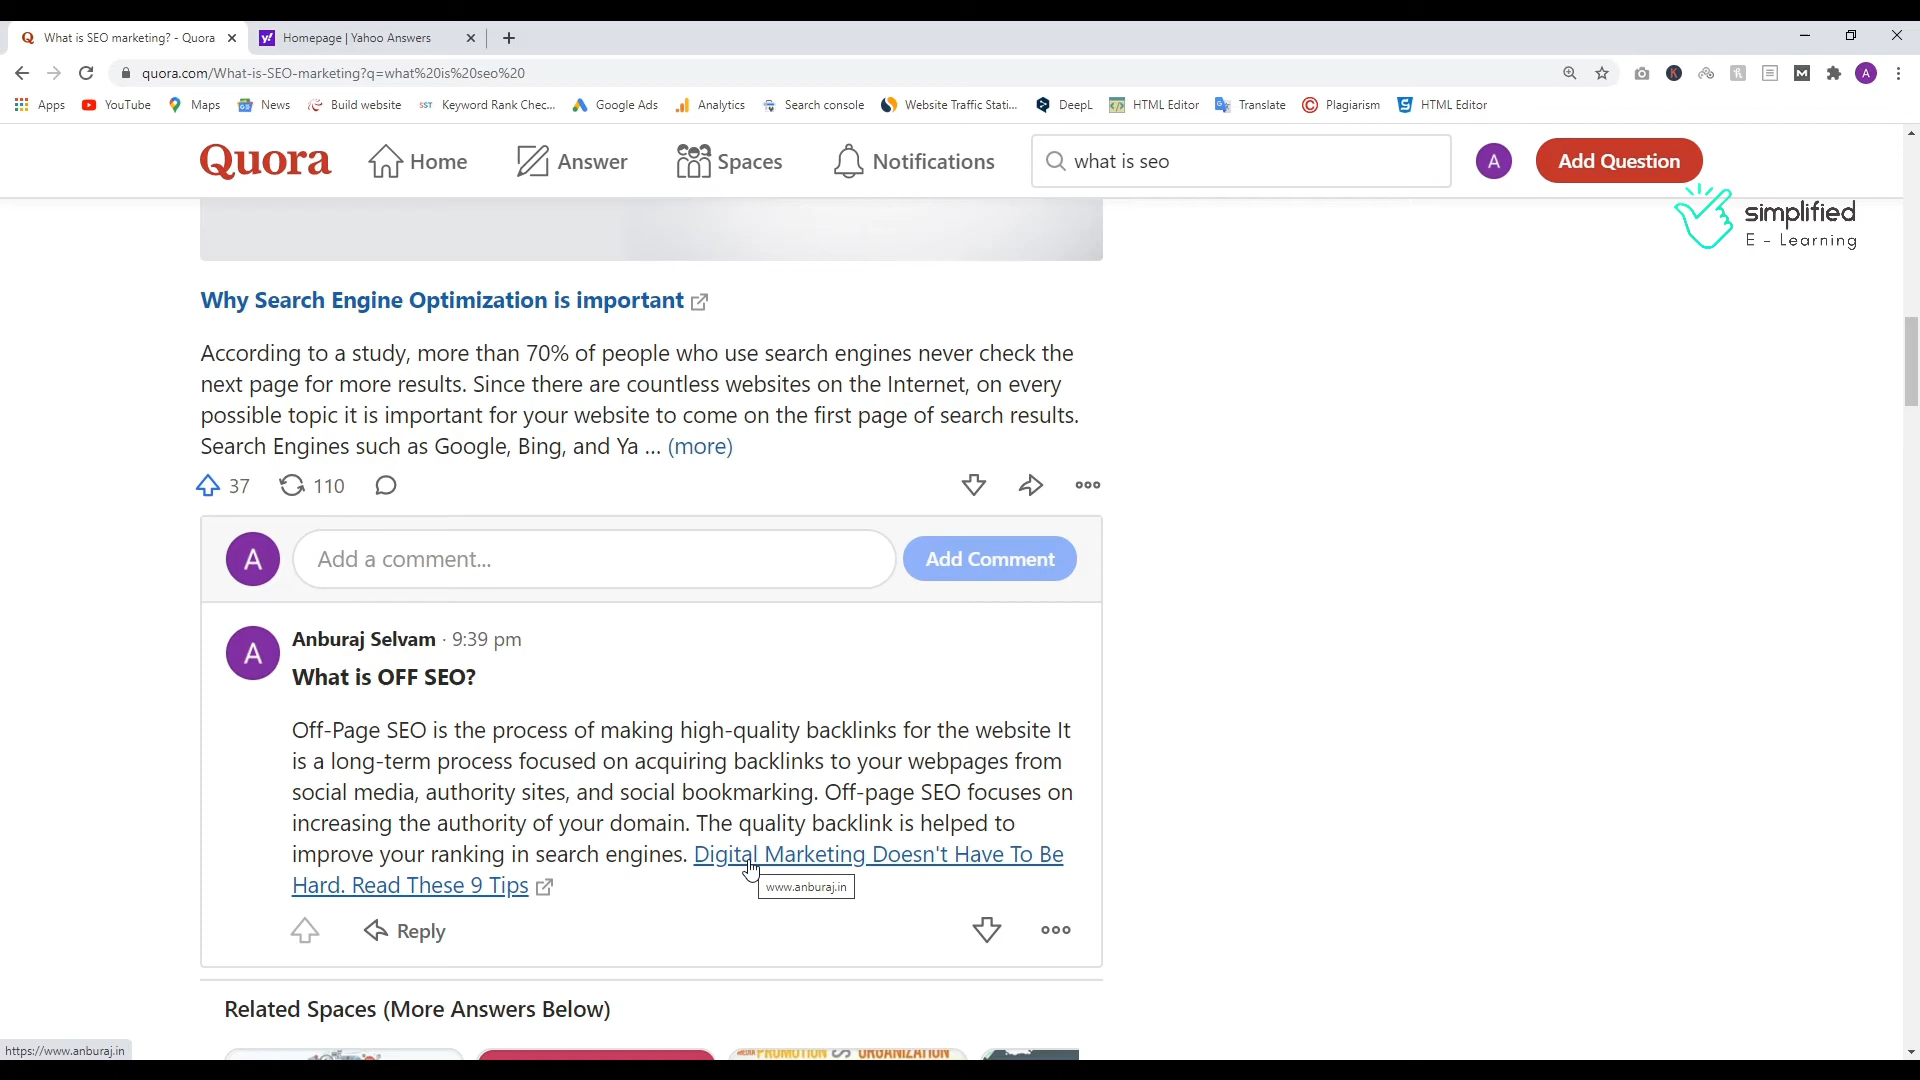 What is SEO marketing? - Quora
Homepage | Yahoo Answers
quora.com/What-is-SEO-marketing?q=what%20is%20seo%20
Apps YouTube Maps News Build website SST Keyword Rank Chec... Google Ads Analytics Search console Website Traffic Stati... DeepL HTML Editor Translate Plagiarism HTML Editor
Quora Home Answer Spaces Notifications what is seo A Add Question
simplified
E - Learning
Why Search Engine Optimization is important
According to a study, more than 70% of people who use search engines never check the
next page for more results. Since there are countless websites on the Internet, on every
possible topic it is important for your website to come on the first page of search results.
Search Engines such as Google, Bing, and Ya ... (more)
37 110
A Add a comment... Add Comment
A Anburaj Selvam · 9:39 pm
What is OFF SEO?
Off-Page SEO is the process of making high-quality backlinks for the website It
is a long-term process focused on acquiring backlinks to your webpages from
social media, authority sites, and social bookmarking. Off-page SEO focuses on
increasing the authority of your domain. The quality backlink is helped to
improve your ranking in search engines. Digital Marketing Doesn't Have To Be
Hard. Read These 9 Tips
www.anburaj.in
Reply
Related Spaces (More Answers Below)
https://www.anburaj.in